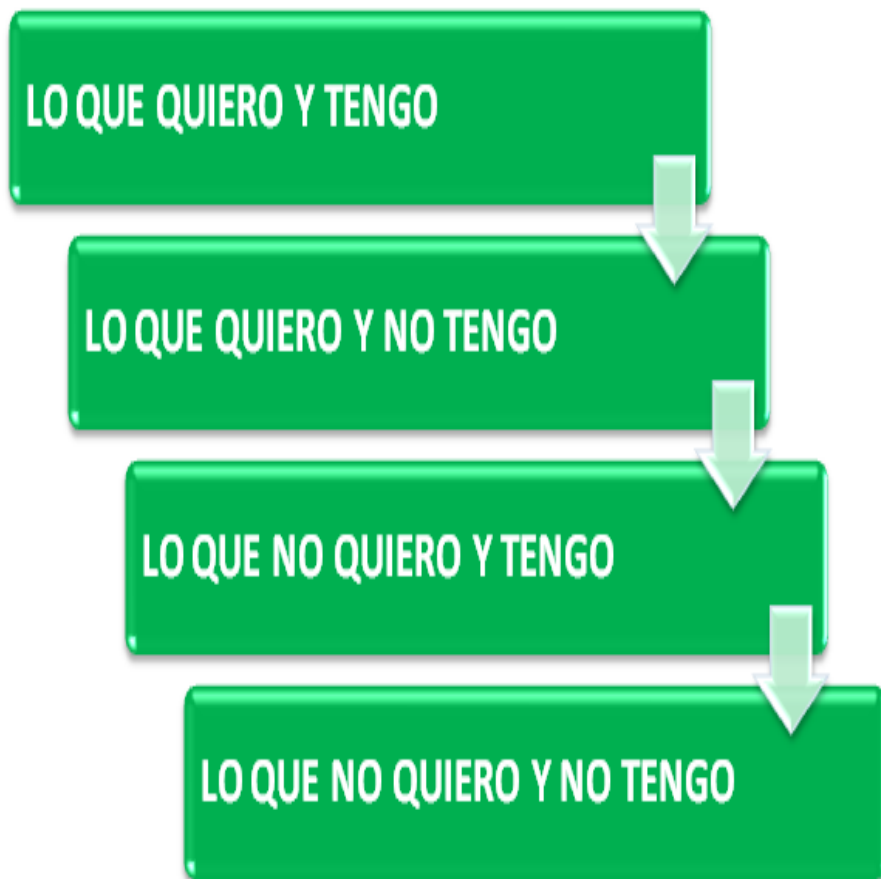 LO QUE QUIERO Y TENGO
LO QUE QUIERO Y NO TENGO
LO QUE NO QUIERO Y TENGO
LO QUE NO QUIERO Y NO TENGO